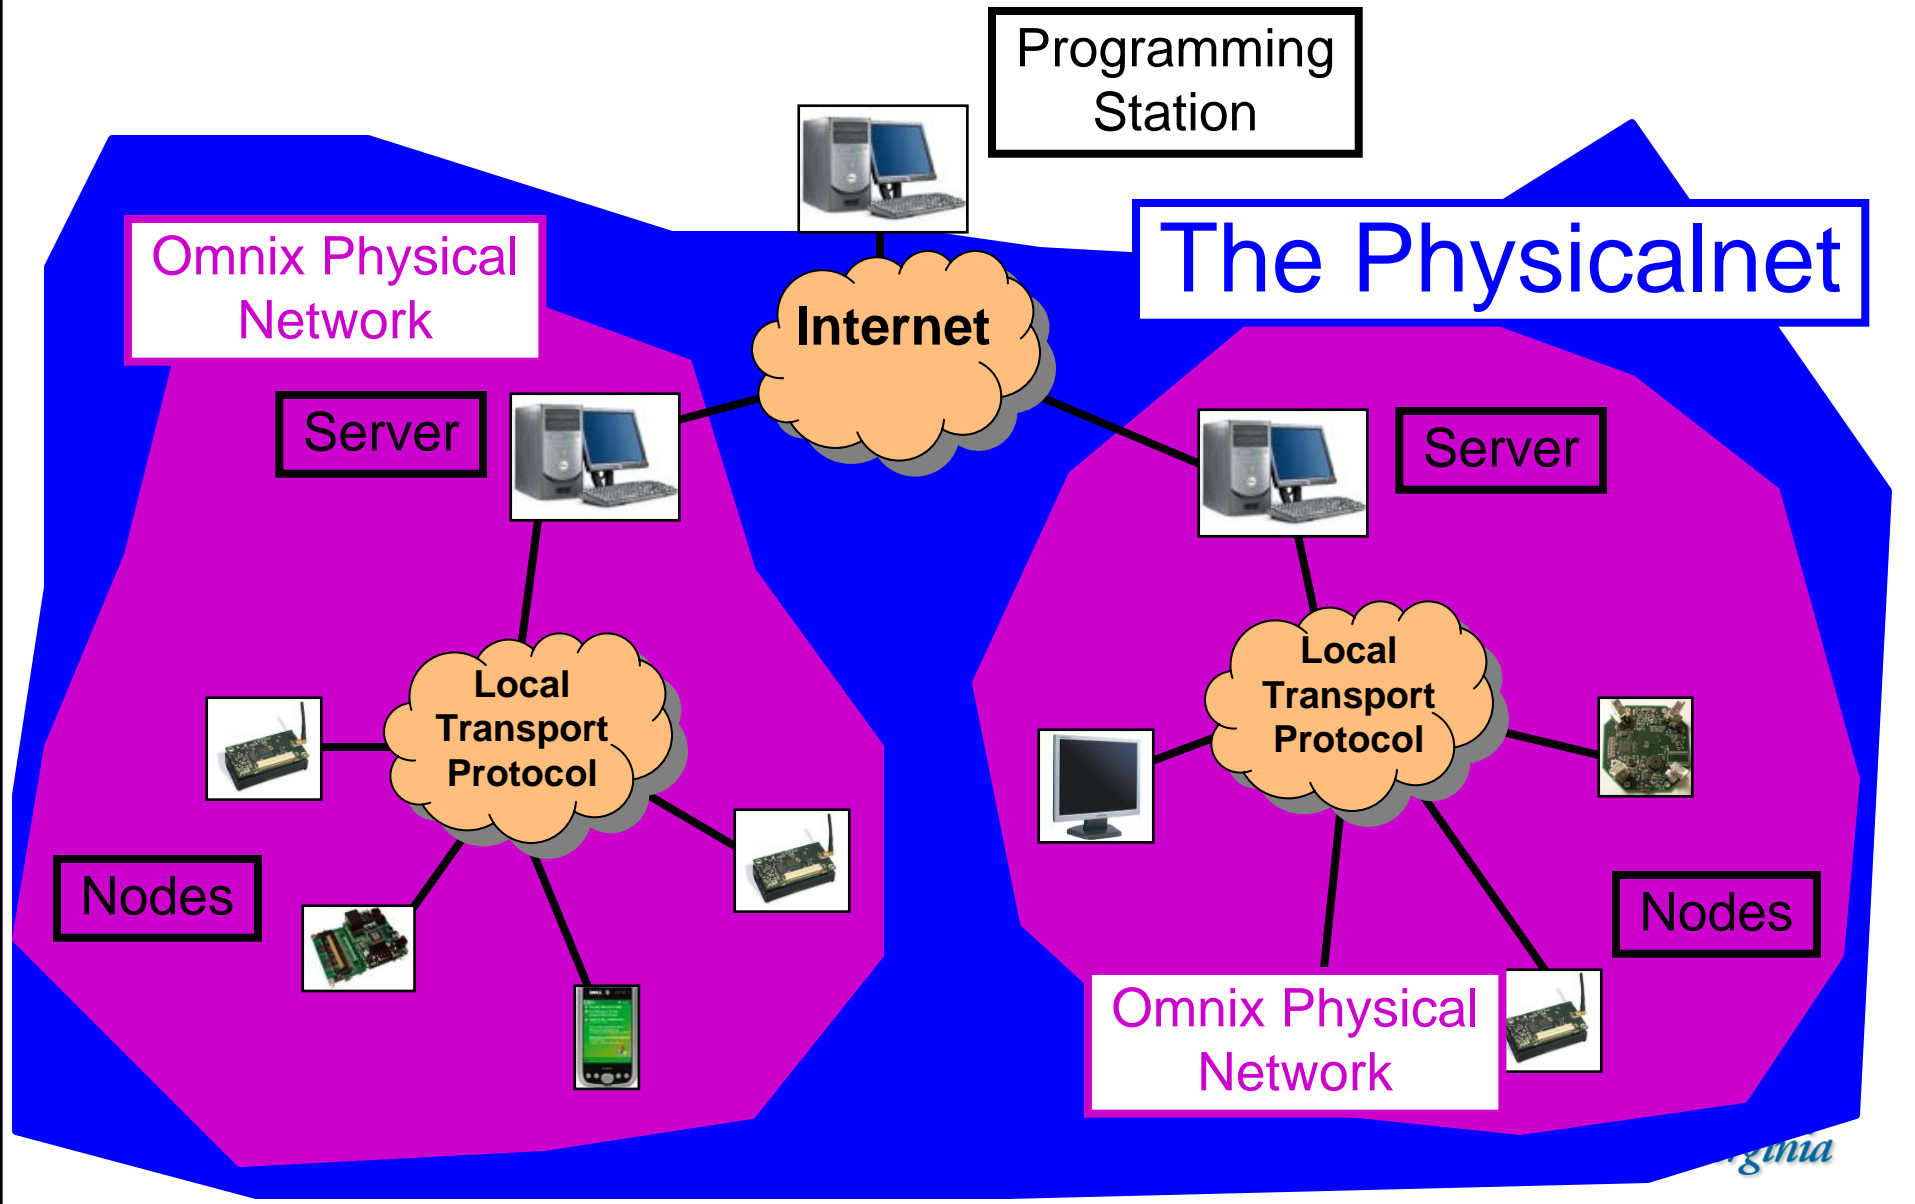 Programming
Station
The Physicalnet
Omnix Physical
Network
Internet
Server
Server
Local
Transport
Protocol
Local
Transport
Protocol
Nodes
Nodes
Omnix Physical
Network